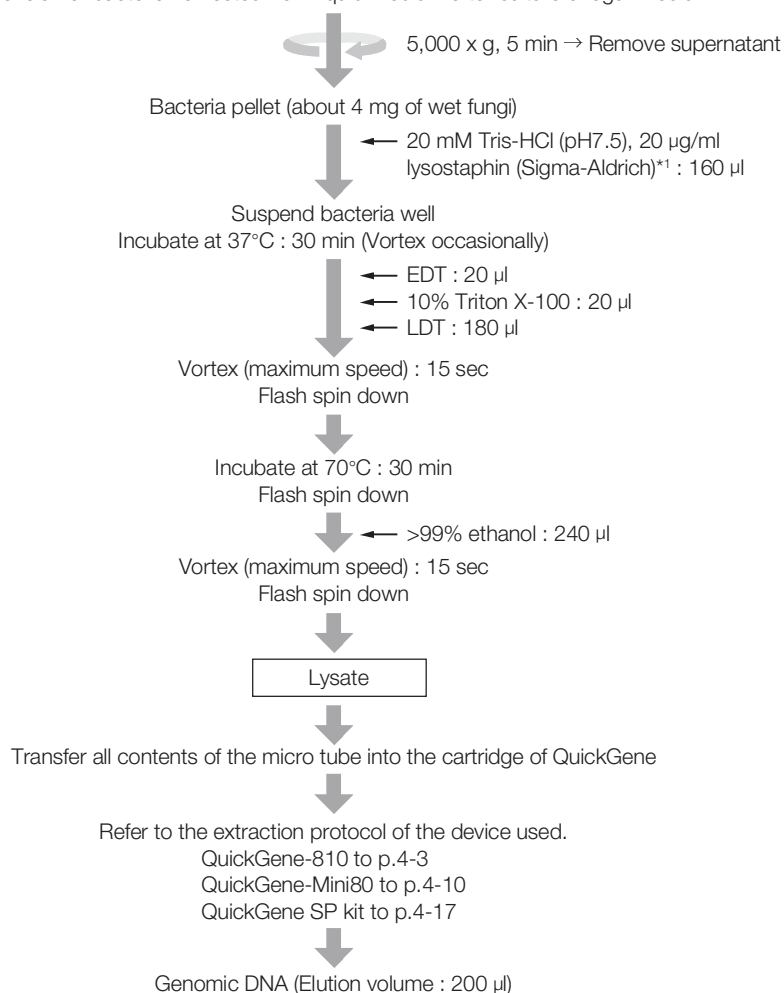 5,000 x g, 5 min → Remove supernatant
Bacteria pellet (about 4 mg of wet fungi)
20 mM Tris-HCl (pH7.5), 20 µg/ml
lysostaphin (Sigma-Aldrich)*1 : 160 µl
Suspend bacteria well
Incubate at 37°C : 30 min (Vortex occasionally)
EDT : 20 µl
10% Triton X-100 : 20 µl
LDT : 180 µl
Vortex (maximum speed) : 15 sec
Flash spin down
Incubate at 70°C : 30 min
Flash spin down
>99% ethanol : 240 µl
Vortex (maximum speed) : 15 sec
Flash spin down
Lysate
Transfer all contents of the micro tube into the cartridge of QuickGene
Refer to the extraction protocol of the device used.
QuickGene-810 to p.4-3
QuickGene-Mini80 to p.4-10
QuickGene SP kit to p.4-17
Genomic DNA (Elution volume : 200 µl)